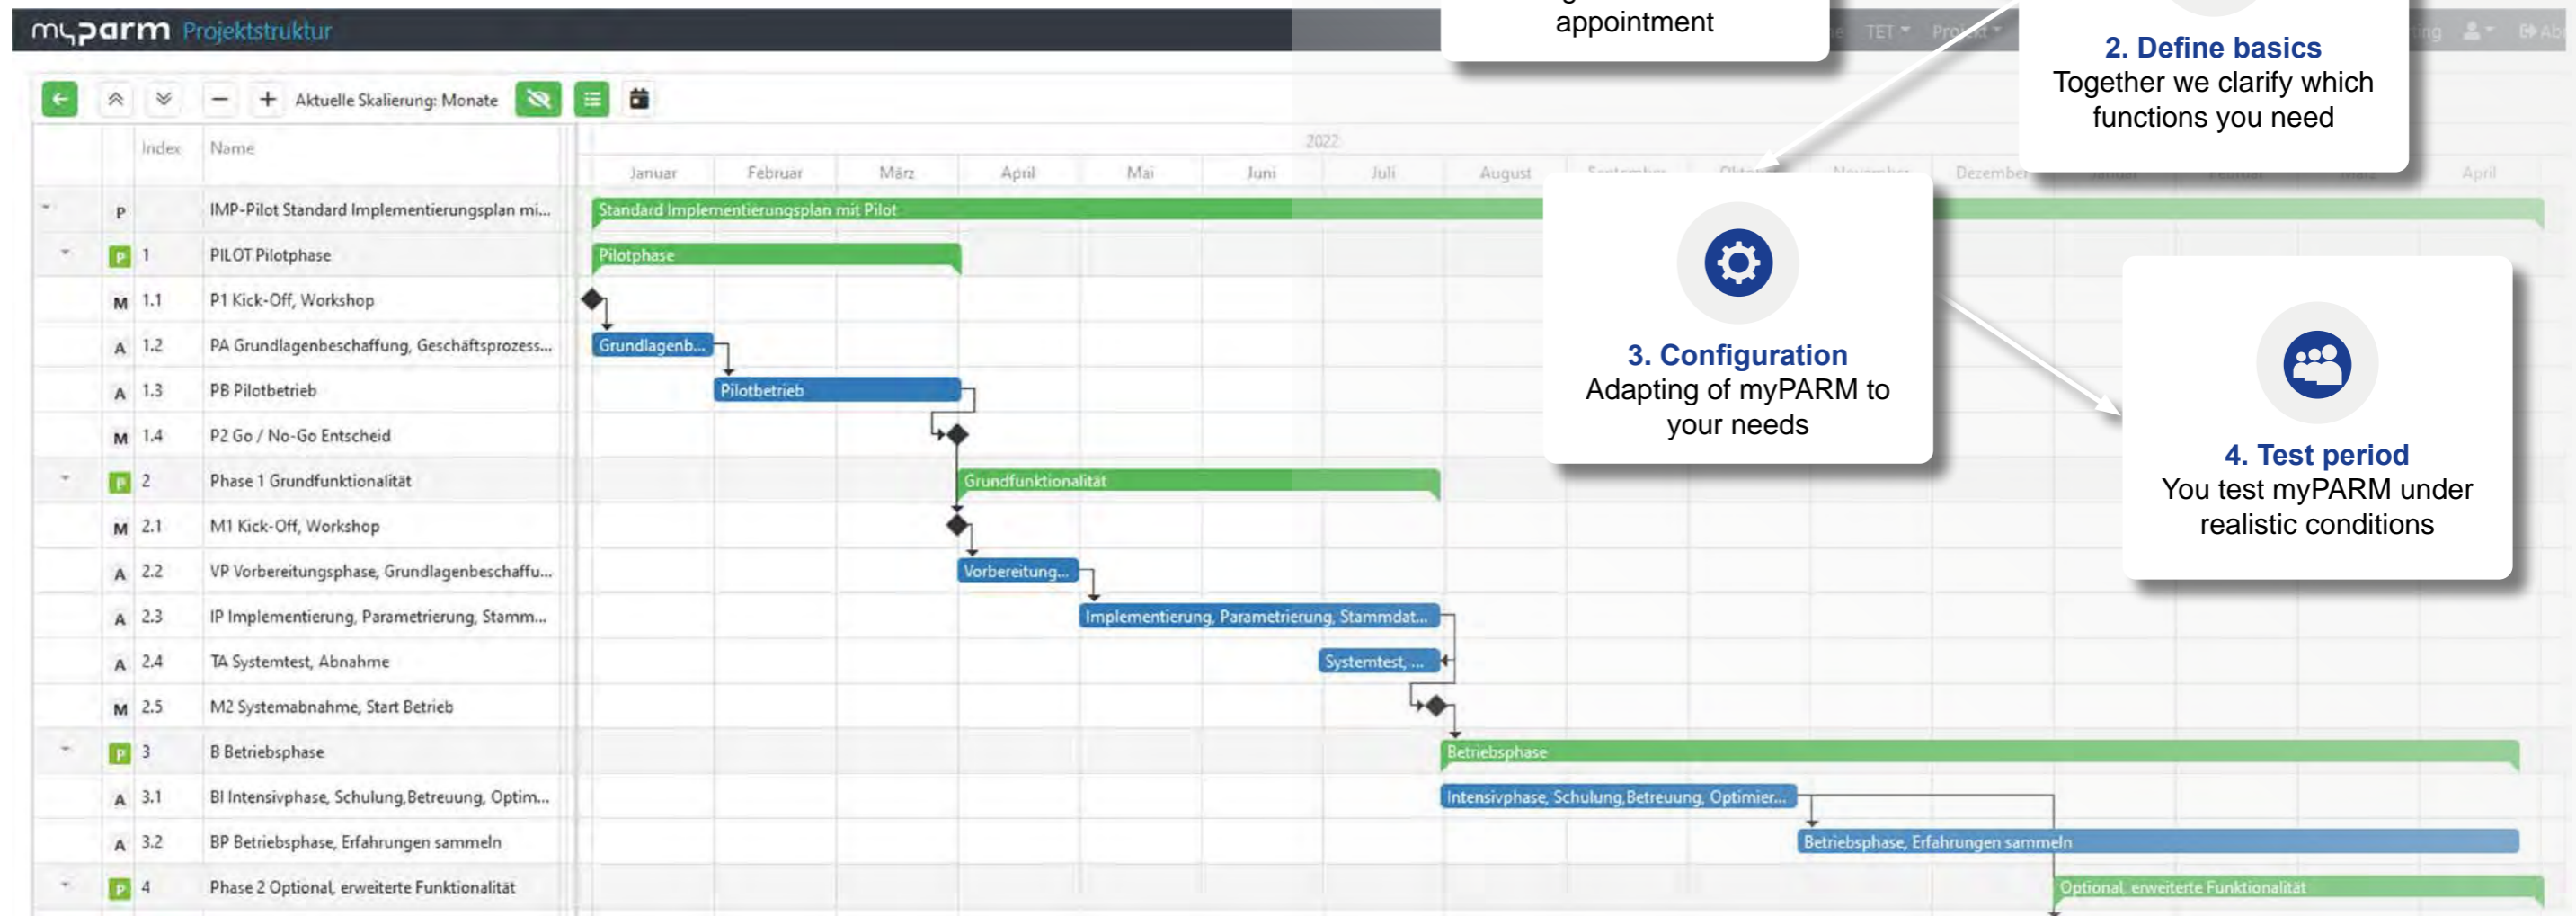 appointment
myparm Projektstruktur
TET
Projekt
2. Define basics
Together we clarify which
functions you need
Aktuelle Skalierung: Monate
Index Name
2022
Januar Februar März April Mai Juni Juli August September Oktober November Dezember Januar Februar März April
P IMP-Pilot Standard Implementierungsplan mi...
Standard Implementierungsplan mit Pilot
P 1 PILOT Pilotphase
Pilotphase
M 1.1 P1 Kick-Off, Workshop
A 1.2 PA Grundlagenbeschaffung, Geschäftsprozess...
Grundlagenb...
A 1.3 PB Pilotbetrieb
Pilotbetrieb
M 1.4 P2 Go / No-Go Entscheid
3. Configuration
Adapting of myPARM to
your needs
4. Test period
You test myPARM under
realistic conditions
P 2 Phase 1 Grundfunktionalität
Grundfunktionalität
M 2.1 M1 Kick-Off, Workshop
A 2.2 VP Vorbereitungsphase, Grundlagenbeschaffu...
Vorbereitung...
A 2.3 IP Implementierung, Parametrierung, Stamm...
Implementierung, Parametrierung, Stammdat...
A 2.4 TA Systemtest, Abnahme
Systemtest, ...
M 2.5 M2 Systemabnahme, Start Betrieb
P 3 B Betriebsphase
Betriebsphase
A 3.1 BI Intensivphase, Schulung,Betreuung, Optim...
Intensivphase, Schulung,Betreuung, Optimier...
A 3.2 BP Betriebsphase, Erfahrungen sammeln
Betriebsphase, Erfahrungen sammeln
P 4 Phase 2 Optional, erweiterte Funktionalität
Optional, erweiterte Funktionalität